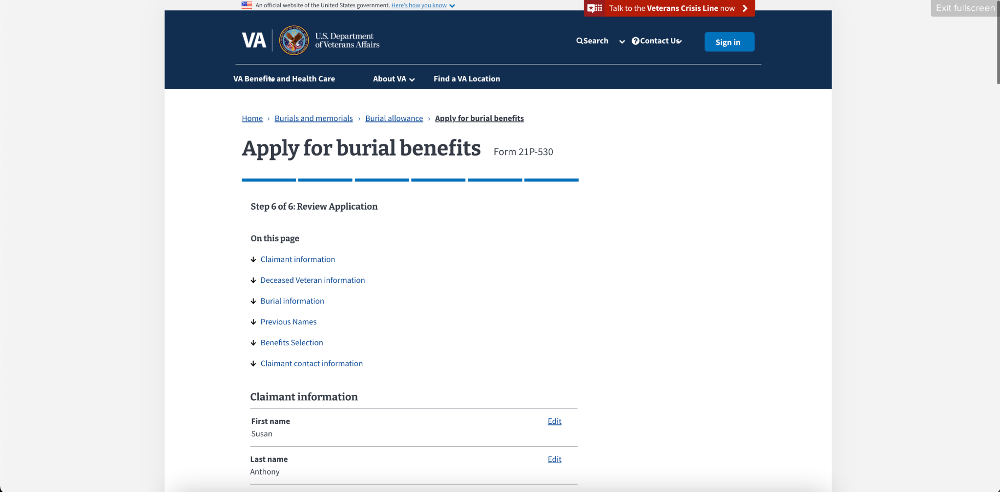 An official website of the United States government. Here's how you know
Talk to the Veterans Crisis Line now
Exit fullscreen
VA
U.S. Department
of Veterans Affairs
Search
Contact Us
Sign in
VA Benefits and Health Care
About VA
Find a VA Location
Home › Burials and memorials › Burial allowance › Apply for burial benefits
Apply for burial benefits Form 21P-530
Step 6 of 6: Review Application
On this page
Claimant information
Deceased Veteran information
Burial information
Previous Names
Benefits Selection
Claimant contact information
Claimant information
First name Edit
Susan
Last name Edit
Anthony